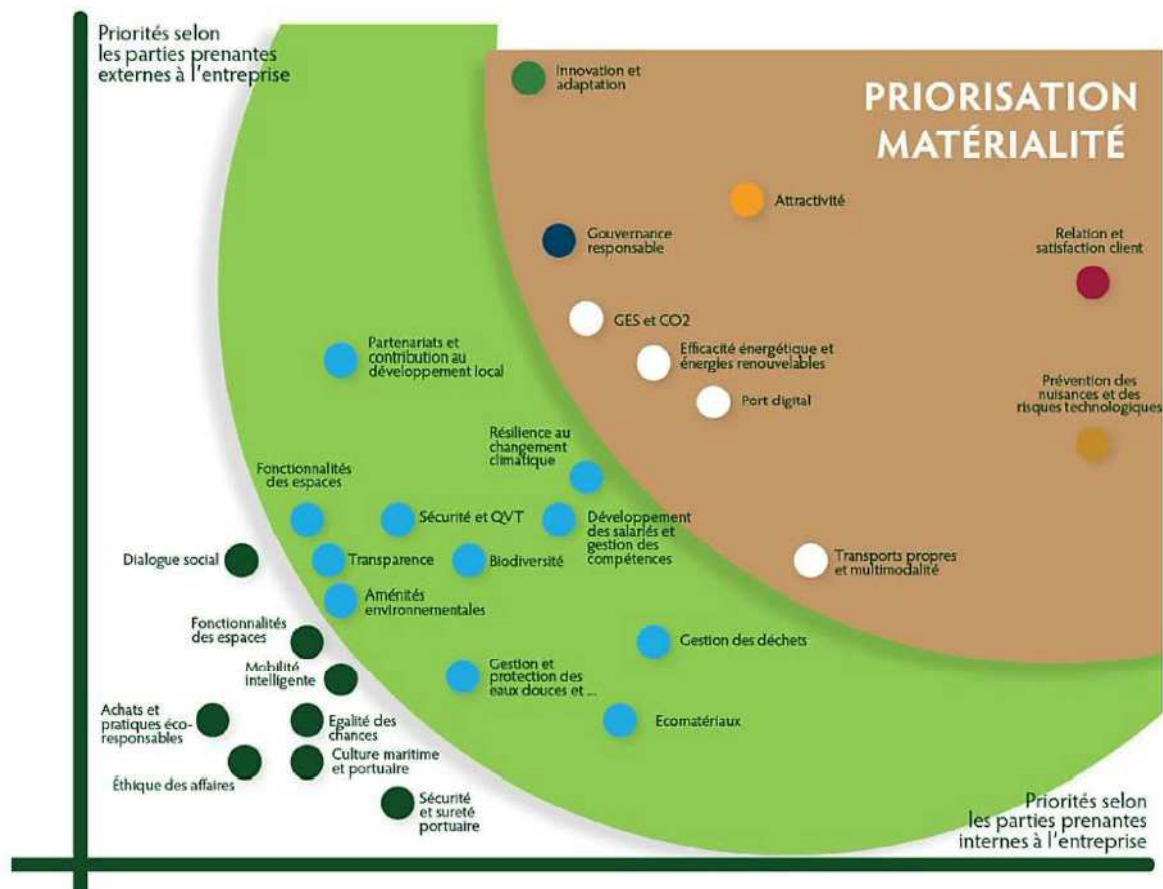 Priorités selon
les parties prenantes
externes à l'entreprise
Innovation et
adaptation
PRIORISATION
MATÉRIALITÉ
Attractivité
Gouvernance
responsable
Relation et
satisfaction client
GES et CO2
Partenariats et
contribution au
développement local
Efficacité énergétique et
énergies renouvelables
Port digital
Prévention des
nuisances et des
risques technologiques
Résilience au
changement
climatique
Fonctionnalités
des espaces
Sécurité et QVT
Développement
des salariés et
gestion des
compétences
Dialogue social
Transparence
Biodiversité
Transports propres
et multimodalité
Aménités
environnementales
Fonctionnalités
des espaces
Gestion des déchets
Mobilité
intelligente
Gestion et
protection des
eaux douces et ...
Achats et
pratiques éco-
responsables
Egalité des
chances
Ecomatériaux
Culture maritime
et portuaire
Éthique des affaires
Sécurité
et sureté
portuaire
Priorités selon
les parties prenantes
internes à l'entreprise